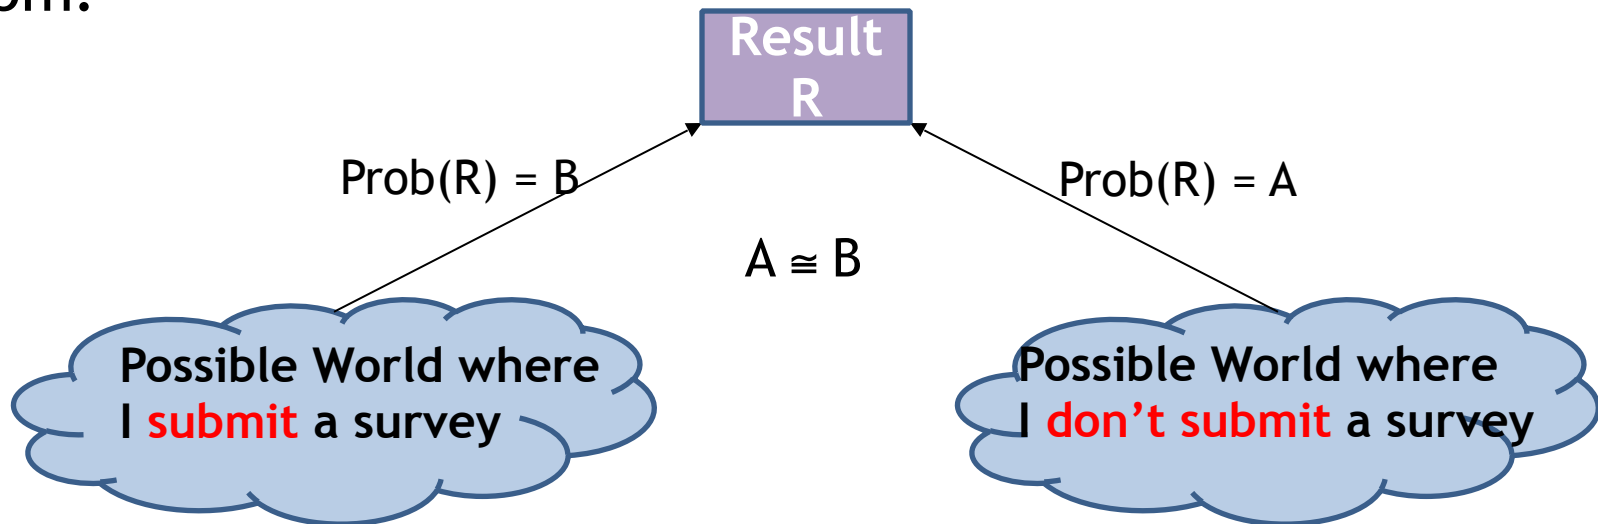 Result
R
Prob(R) = B
Prob(R) = A
A ≅ B
Possible World where
I submit a survey
Possible World where
I don’t submit a survey